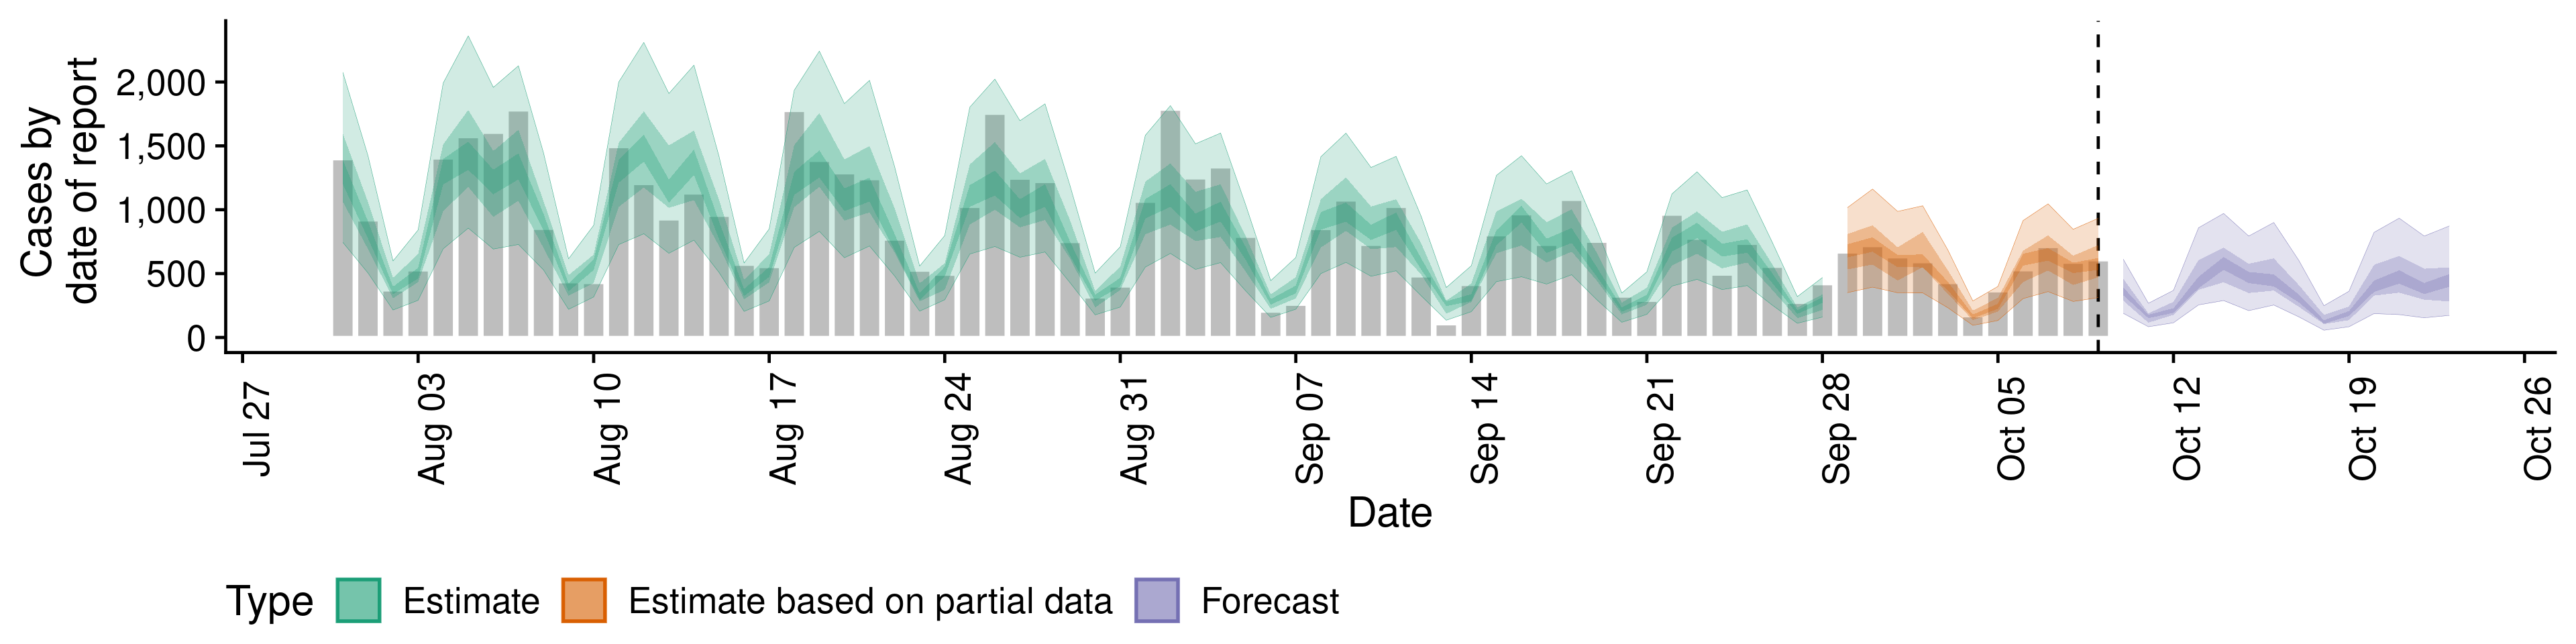 Cases by
date of report
2,000
1,500
1,000
500
0
Jul 27
Aug 03
Aug 10
Aug 17
Aug 24
Aug 31
Sep 07
Sep 14
Sep 21
Sep 28
Oct 05
Oct 12
Oct 19
Oct 26
Date
Type Estimate Estimate based on partial data Forecast